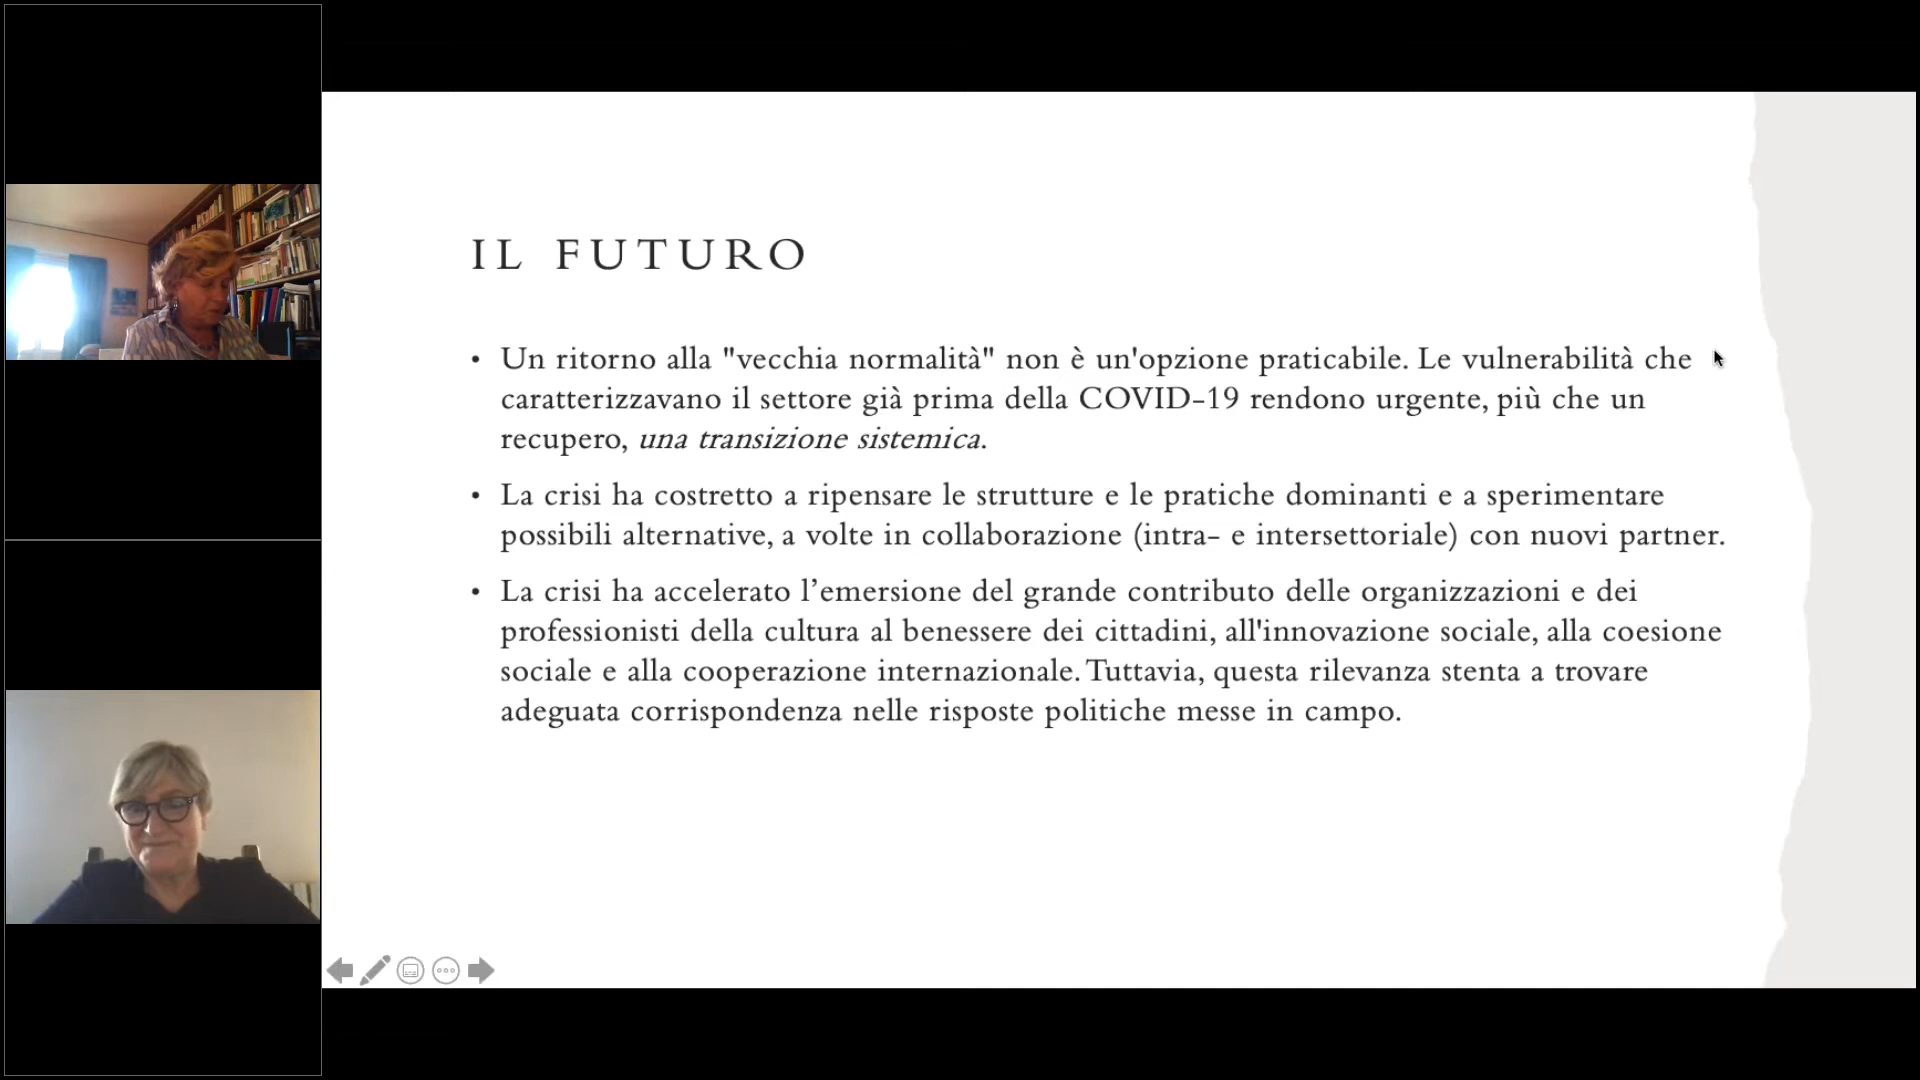 IL FUTURO
• Un ritorno alla "vecchia normalità" non è un'opzione praticabile. Le vulnerabilità che
caratterizzavano il settore già prima della COVID-19 rendono urgente, più che un
recupero, una transizione sistemica.
• La crisi ha costretto a ripensare le strutture e le pratiche dominanti e a sperimentare
possibili alternative, a volte in collaborazione (intra- e intersettoriale) con nuovi partner.
• La crisi ha accelerato l’emersione del grande contributo delle organizzazioni e dei
professionisti della cultura al benessere dei cittadini, all'innovazione sociale, alla coesione
sociale e alla cooperazione internazionale. Tuttavia, questa rilevanza stenta a trovare
adeguata corrispondenza nelle risposte politiche messe in campo.